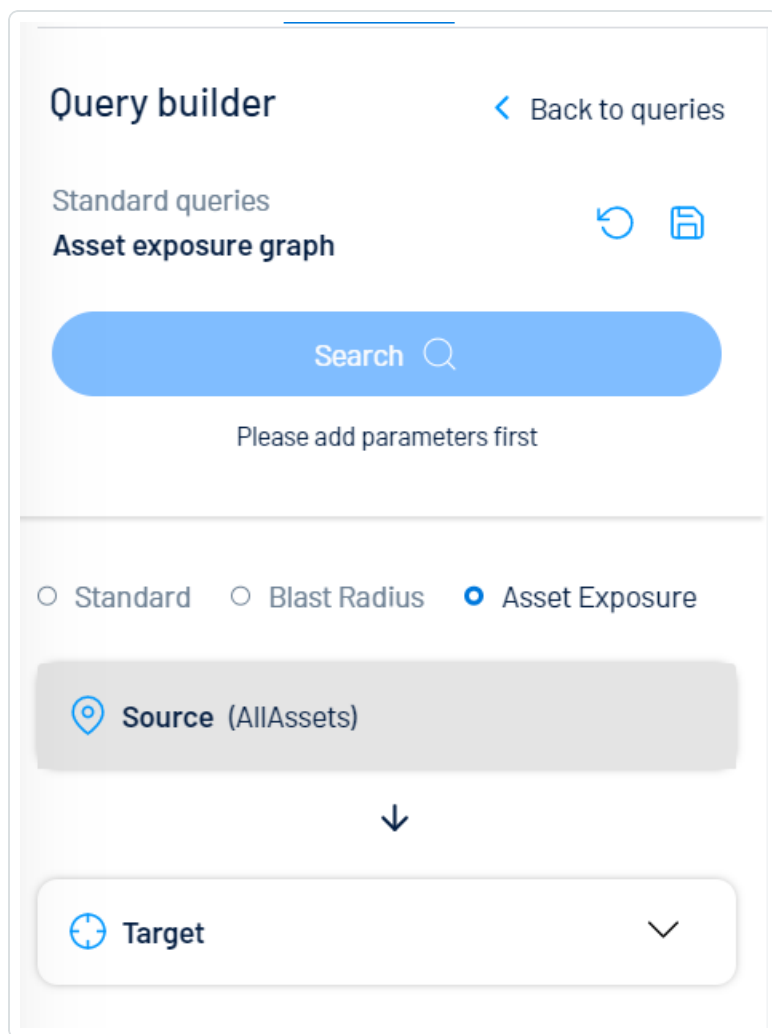 Query builder
Back to queries
Standard queries
Asset exposure graph
Search
Please add parameters first
Standard
Blast Radius
Asset Exposure
Source (AllAssets)
Target